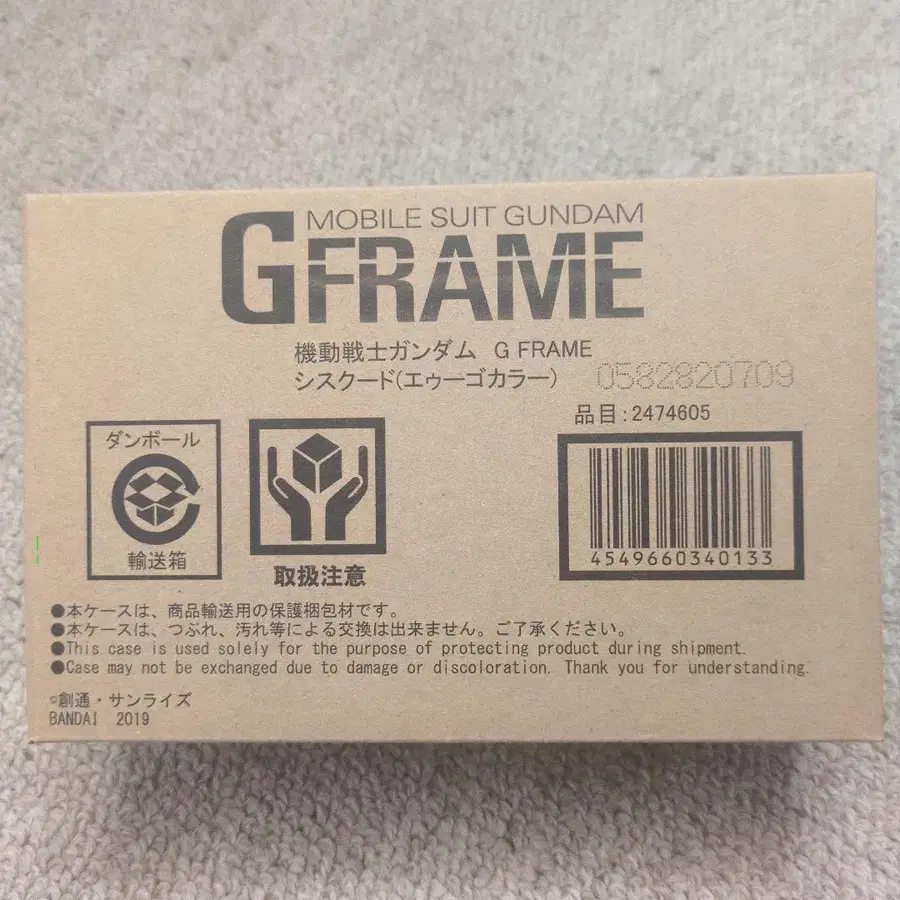 MOBILE SUIT GUNDAM
GFRAME
機動戦士ガンダム G FRAME
シスクード(エゥーゴカラー)
0582820709
品目:2474605
ダンボール
輸送箱
取扱注意
4549660340133
●本ケースは、商品輸送用の保護梱包材です。
●本ケースは、つぶれ、汚れ等による交換は出来ません。ご了承ください。
●This case is used solely for the purpose of protecting product during shipment.
●Case may not be exchanged due to damage or discoloration. Thank you for understanding.
©創通・サンライズ
BANDAI 2019